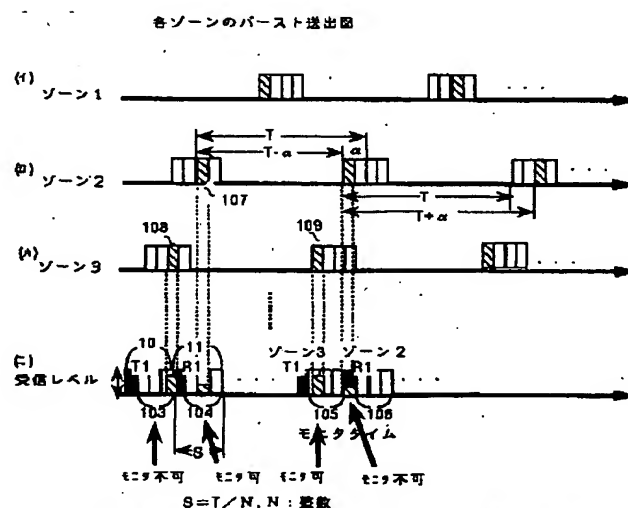 各ゾーンのバースト送出図
(イ)
ゾーン1
T
T-α
α
(ロ)
ゾーン2
107
T
T+α
108
109
(ハ)
ゾーン3
10
11
ゾーン3
ゾーン2
(ニ)
T1
R1
T1
R1
受信レベル
103
104
105
106
モニタタイム
S
モニタ不可
モニタ可
モニタ可
モニタ不可
S=T/N, N:整数